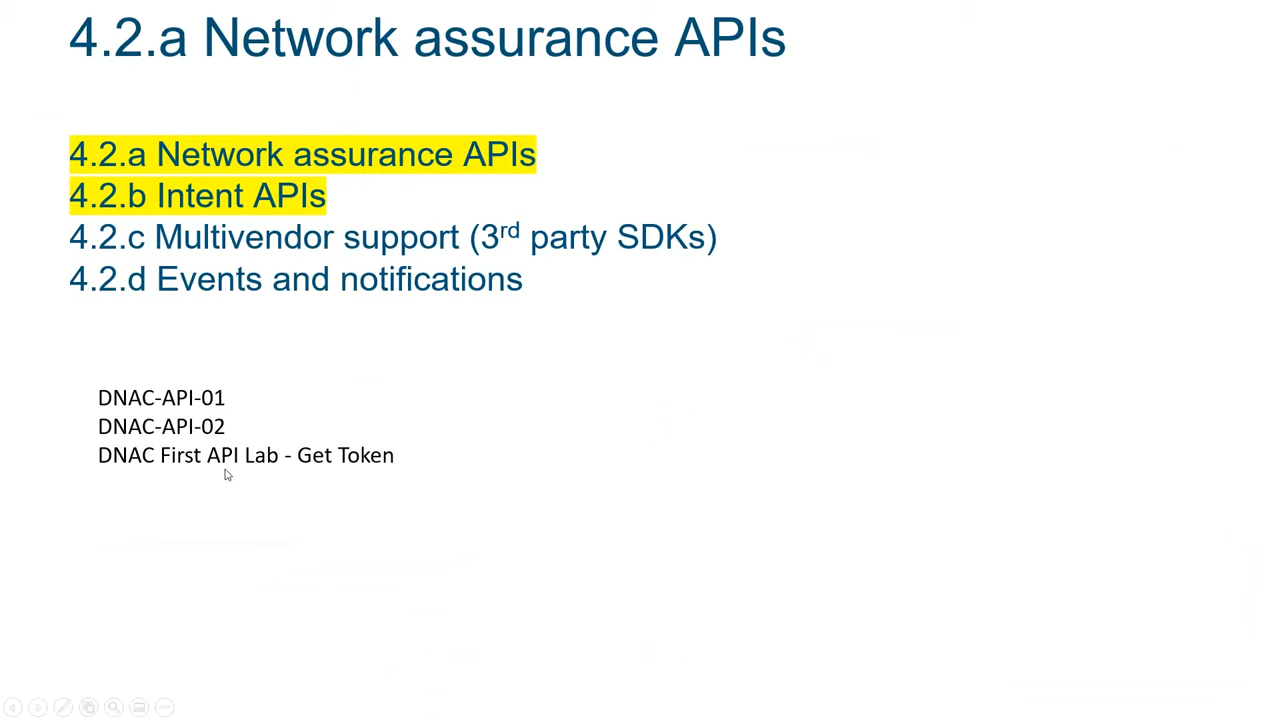 4.2.a Network assurance APIs
4.2.a Network assurance APIs
4.2.b Intent APIs
4.2.c Multivendor support (3rd party SDKs)
4.2.d Events and notifications
DNAC-API-01
DNAC-API-02
DNAC First API Lab - Get Token